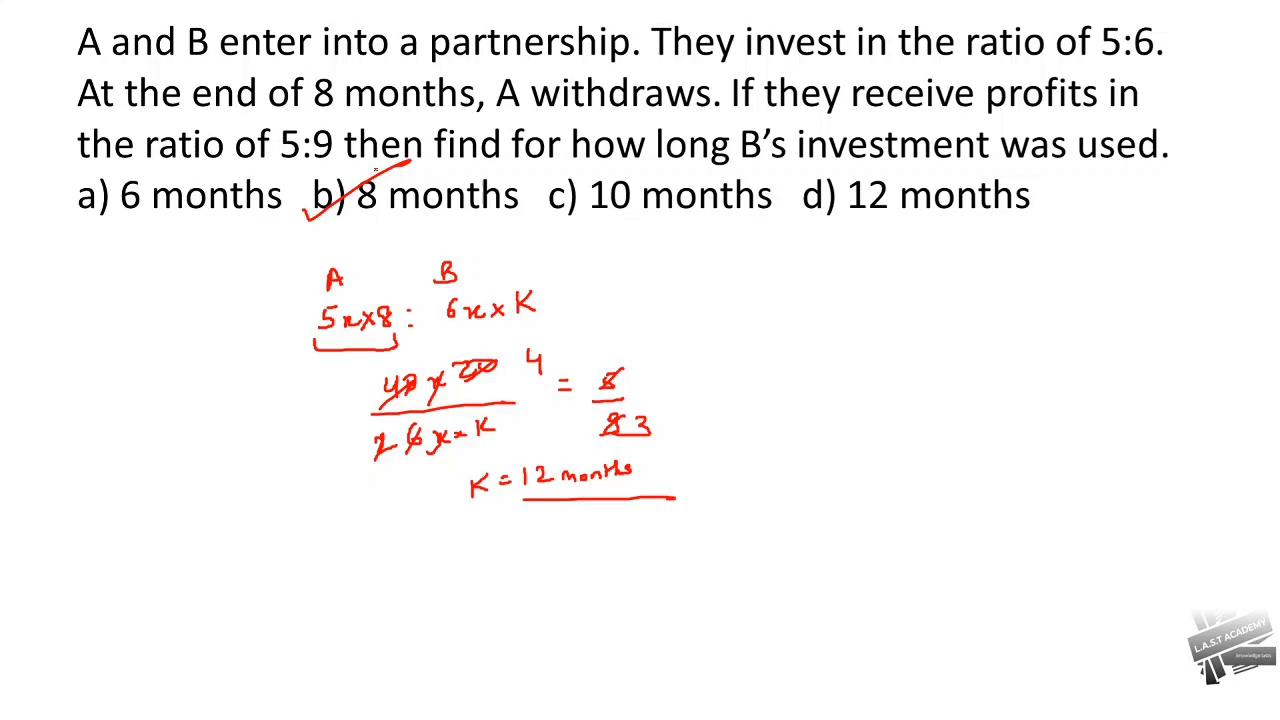 A and B enter into a partnership. They invest in the ratio of 5:6.
At the end of 8 months, A withdraws. If they receive profits in
the ratio of 5:9 then find for how long B's investment was used.
a) 6 months b) 8 months c) 10 months d) 12 months
A B
5x×8 : 6x×K
4
= 5
6x×K 3
K = 12 months
L.A.S.T ACADEMY